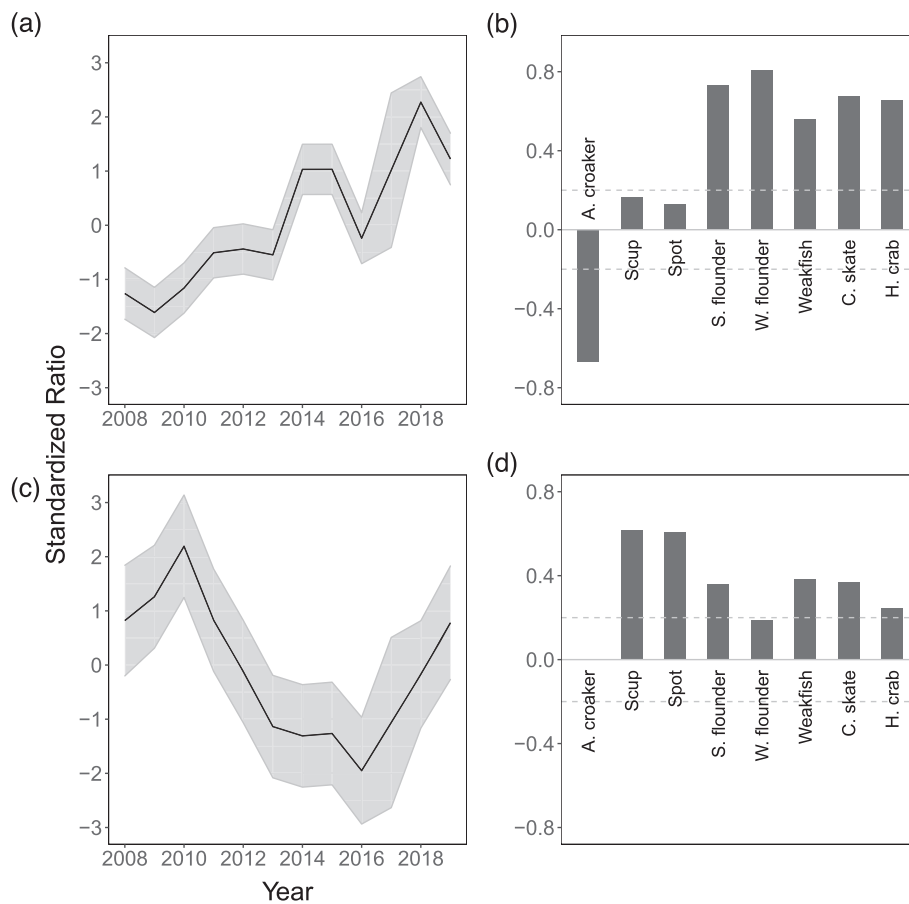 (a)
3
2
1
0
−1
−2
−3
2008 2010 2012 2014 2016 2018
(b)
0.8
0.4
0.0
−0.4
−0.8
A. croaker
Scup
Spot
S. flounder
W. flounder
Weakfish
C. skate
H. crab
Standardized Ratio
(c)
3
2
1
0
−1
−2
−3
2008 2010 2012 2014 2016 2018
Year
(d)
0.8
0.4
0.0
−0.4
−0.8
A. croaker
Scup
Spot
S. flounder
W. flounder
Weakfish
C. skate
H. crab